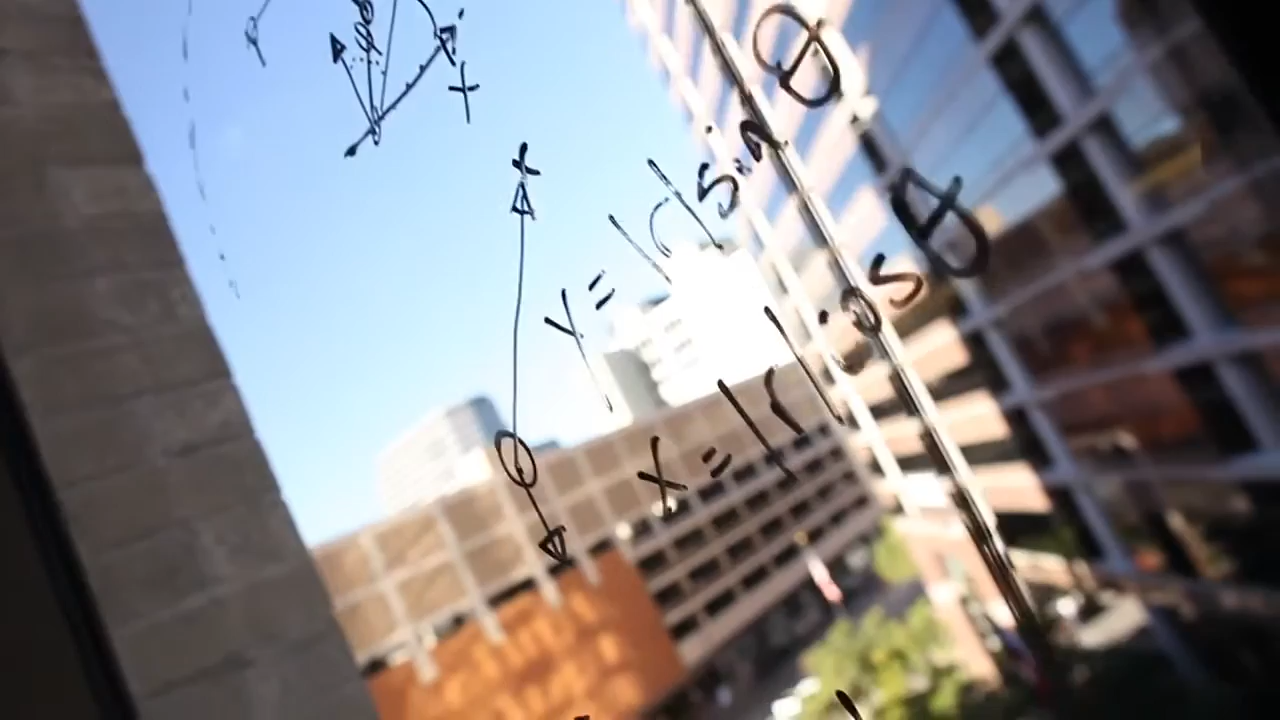 x
x
y = |r| sin θ
x = |r| cos θ